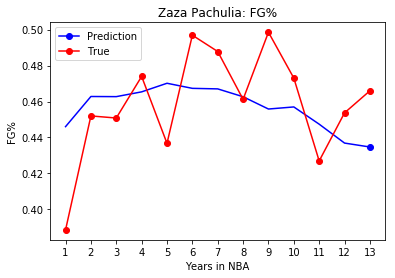 Zaza Pachulia: FG%
Prediction
True
FG%
0.50
0.48
0.46
0.44
0.42
0.40
1 2 3 4 5 6 7 8 9 10 11 12 13
Years in NBA